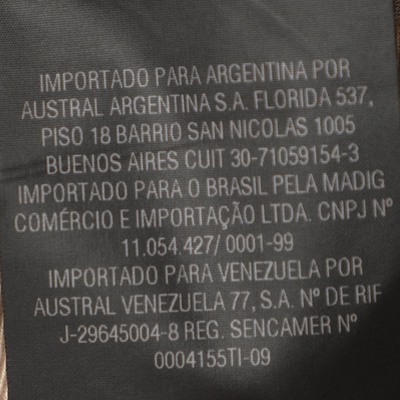 IMPORTADO PARA ARGENTINA POR
AUSTRAL ARGENTINA S.A. FLORIDA 537,
PISO 18 BARRIO SAN NICOLAS 1005
BUENOS AIRES CUIT 30-71059154-3
IMPORTADO PARA O BRASIL PELA MADIG
COMÉRCIO E IMPORTAÇÃO LTDA. CNPJ Nº
11.054.427/ 0001-99
IMPORTADO PARA VENEZUELA POR
AUSTRAL VENEZUELA 77, S.A. Nº DE RIF
J-29645004-8 REG. SENCAMER Nº
0004155TI-09